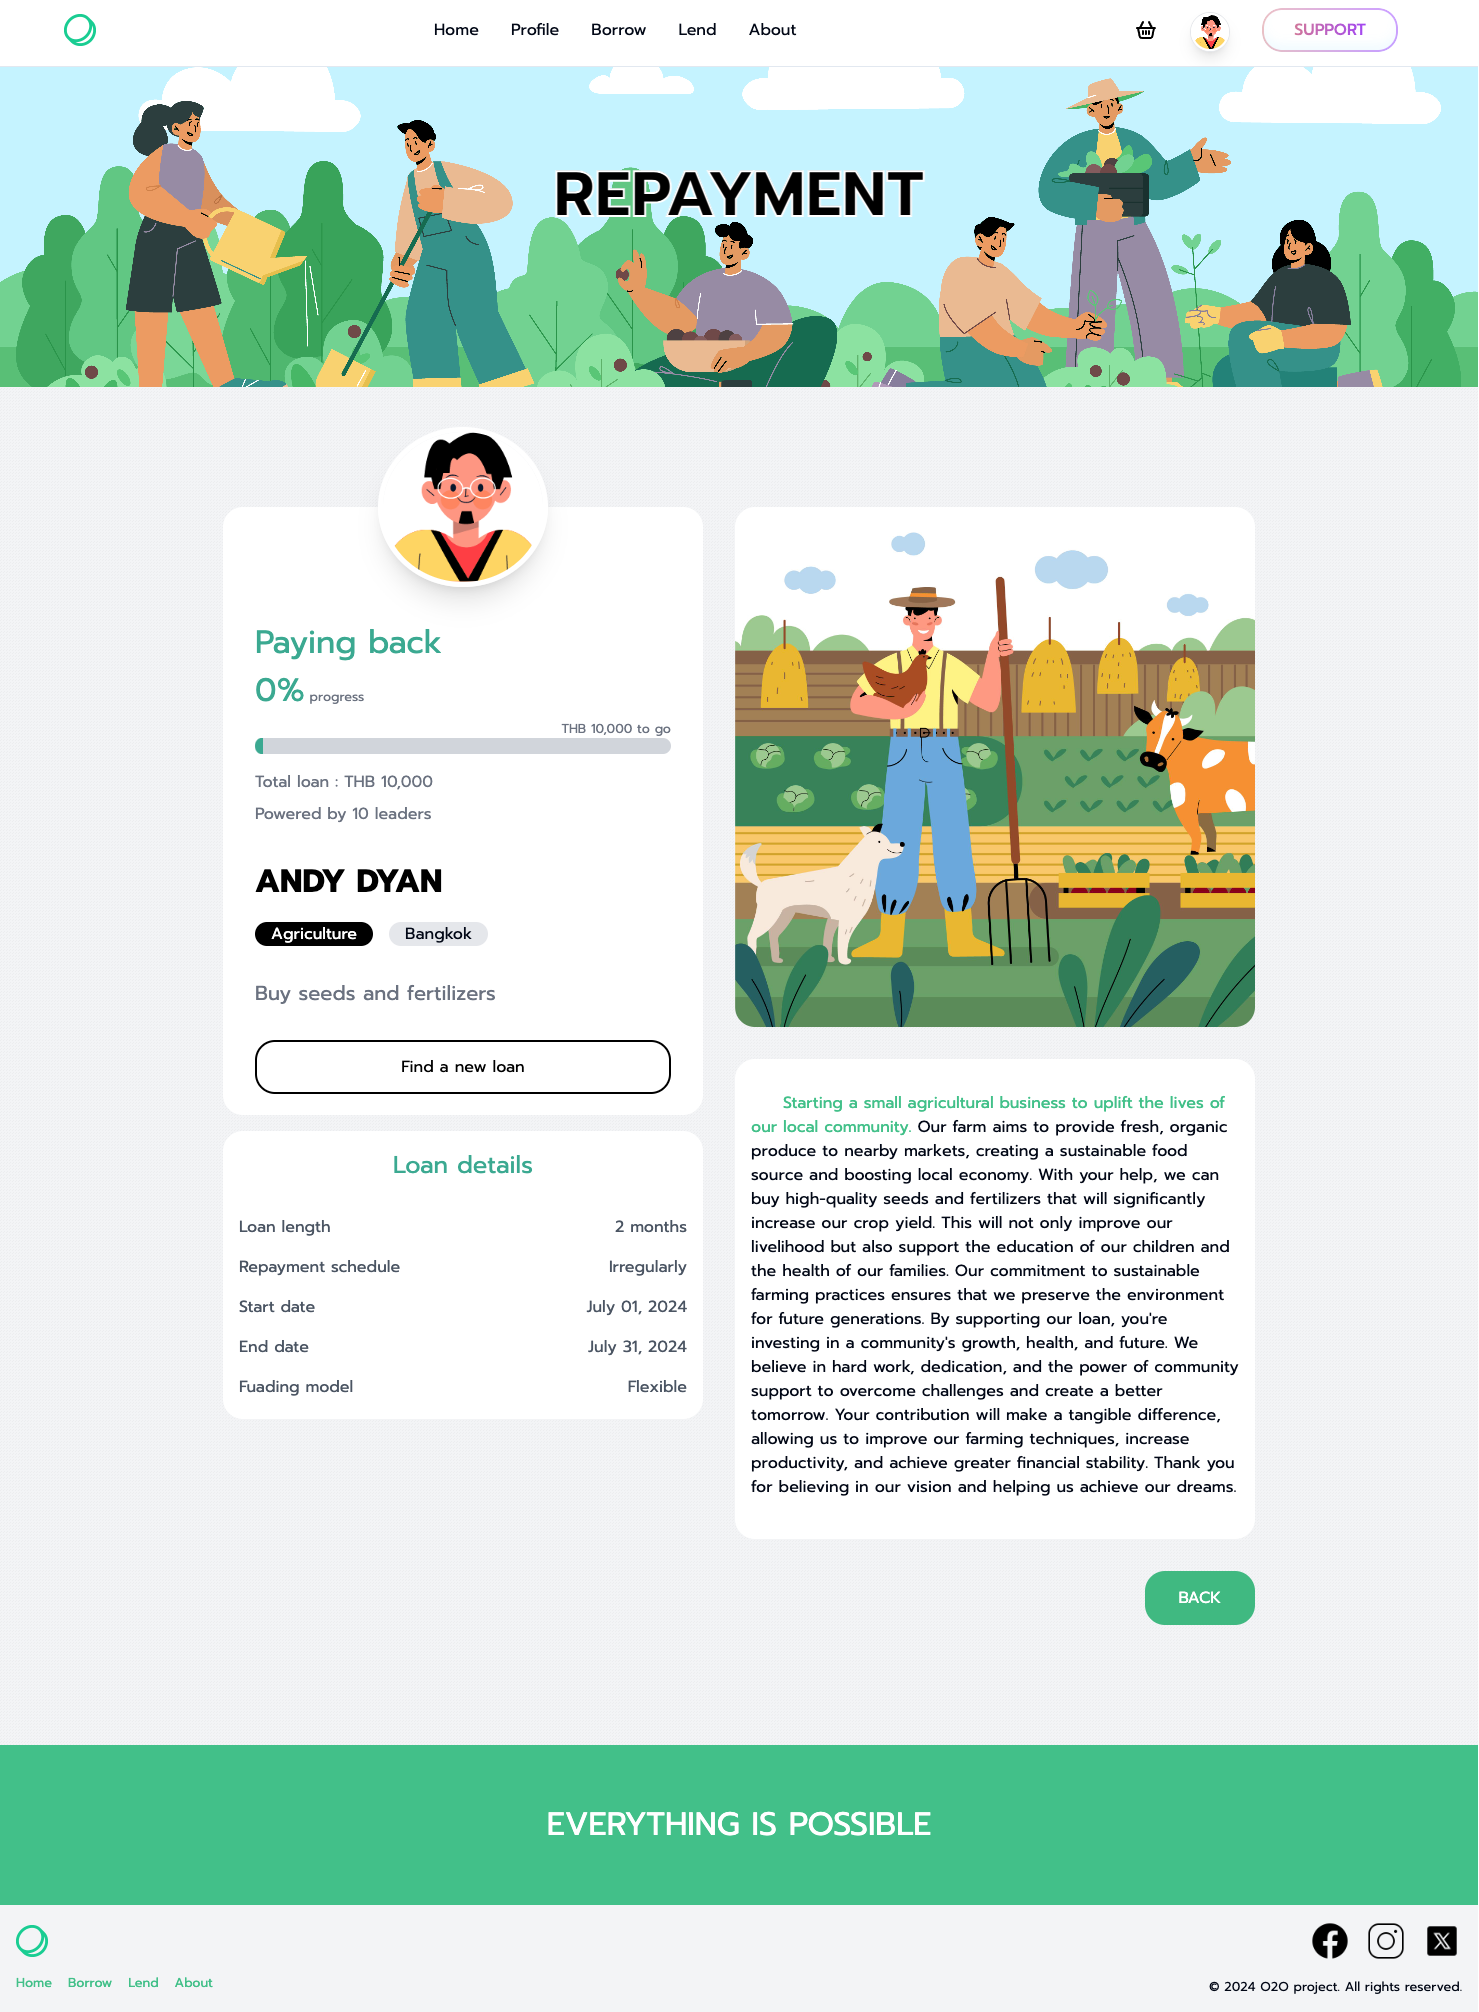 Home Profile Borrow Lend About
SUPPORT
REPAYMENT
Paying back
0% progress
THB 10,000 to go
Total loan : THB 10,000
Powered by 10 leaders
ANDY DYAN
Agriculture Bangkok
Buy seeds and fertilizers
Find a new loan
Loan details
Loan length 2 months
Repayment schedule Irregularly
Start date July 01, 2024
End date July 31, 2024
Fuading model Flexible
Starting a small agricultural business to uplift the lives of
our local community. Our farm aims to provide fresh, organic
produce to nearby markets, creating a sustainable food
source and boosting local economy. With your help, we can
buy high-quality seeds and fertilizers that will significantly
increase our crop yield. This will not only improve our
livelihood but also support the education of our children and
the health of our families. Our commitment to sustainable
farming practices ensures that we preserve the environment
for future generations. By supporting our loan, you're
investing in a community's growth, health, and future. We
believe in hard work, dedication, and the power of community
support to overcome challenges and create a better
tomorrow. Your contribution will make a tangible difference,
allowing us to improve our farming techniques, increase
productivity, and achieve greater financial stability. Thank you
for believing in our vision and helping us achieve our dreams.
BACK
EVERYTHING IS POSSIBLE
Home Borrow Lend About
© 2024 O2O project. All rights reserved.